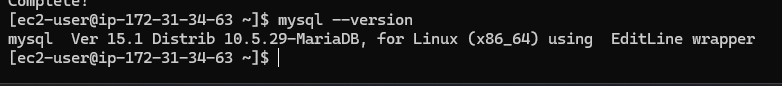 Complete!
[ec2-user@ip-172-31-34-63 ~]$ mysql --version
mysql  Ver 15.1 Distrib 10.5.29-MariaDB, for Linux (x86_64) using  EditLine wrapper
[ec2-user@ip-172-31-34-63 ~]$